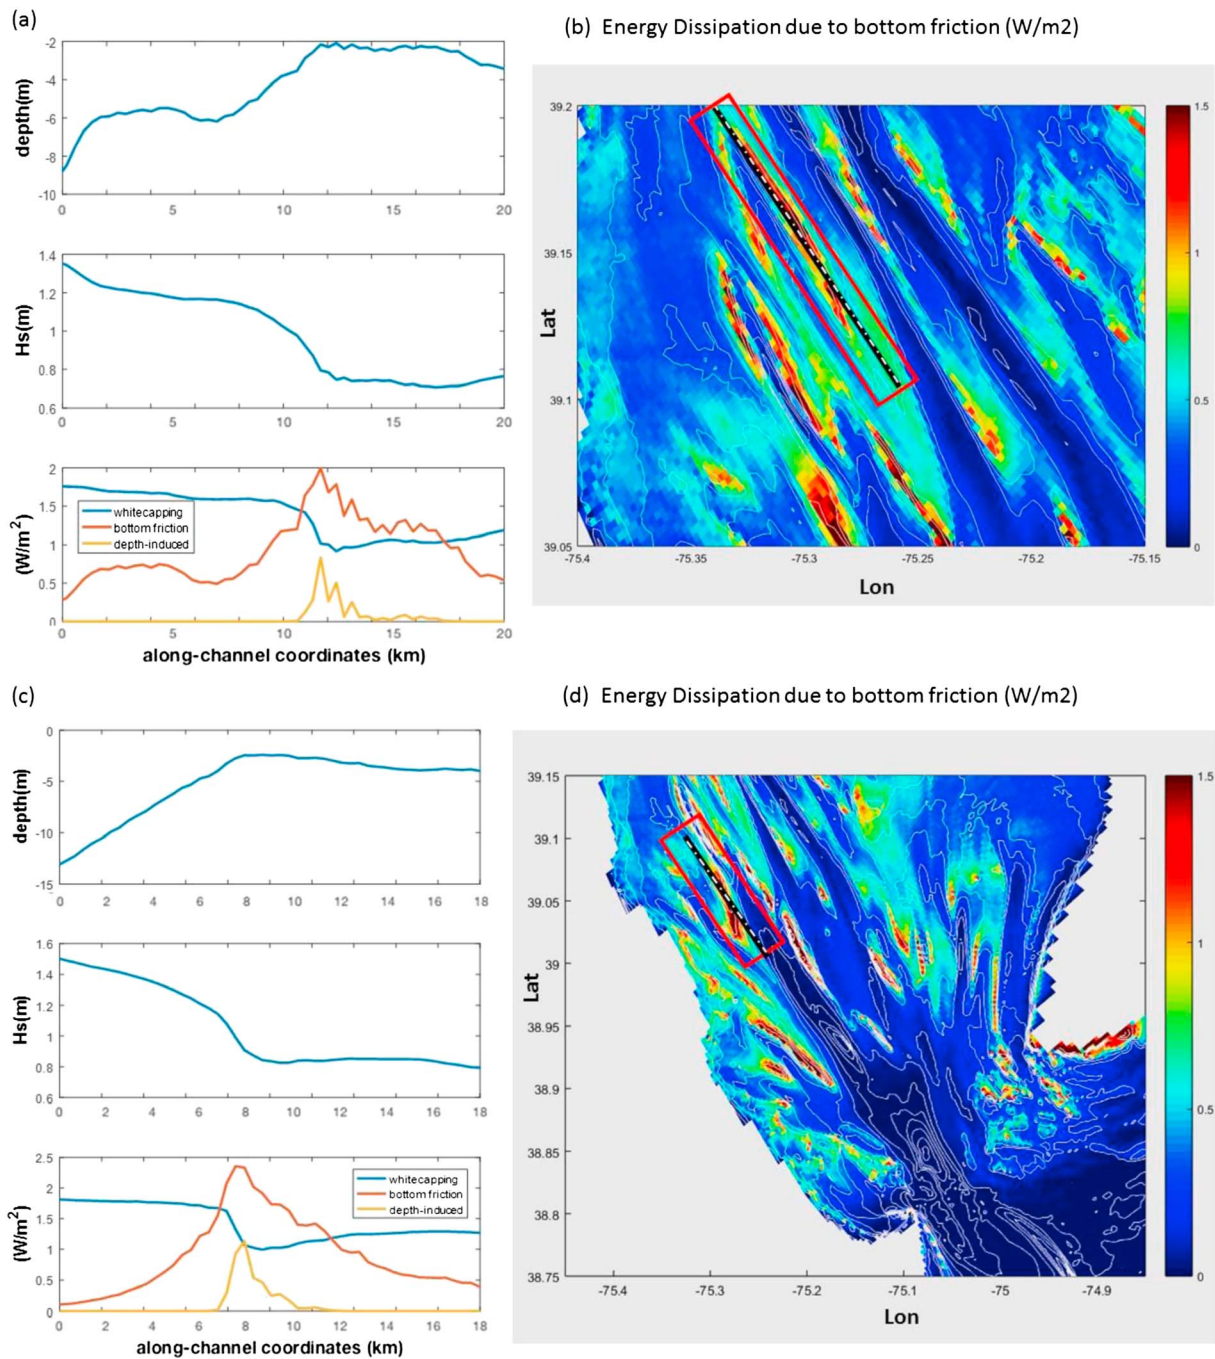 (a)
depth(m)
-2
-4
-6
-8
-10
0 5 10 15 20
Hs(m)
1.4
1.2
1
0.8
0.6
0 5 10 15 20
(W/m²)
2
1.5
1
0.5
0
whitecapping
bottom friction
depth-induced
0 5 10 15 20
along-channel coordinates (km)
(b) Energy Dissipation due to bottom friction (W/m2)
Lat
39.2
39.15
39.1
39.05
-75.4 -75.35 -75.3 -75.25 -75.2 -75.15
Lon
1.5
1
0.5
0
(c)
depth(m)
0
-5
-10
-15
0 2 4 6 8 10 12 14 16 18
Hs(m)
1.6
1.4
1.2
1
0.8
0.6
0 2 4 6 8 10 12 14 16 18
(W/m²)
2.5
2
1.5
1
0.5
0
whitecapping
bottom friction
depth-induced
0 2 4 6 8 10 12 14 16 18
along-channel coordinates (km)
(d) Energy Dissipation due to bottom friction (W/m2)
Lat
39.15
39.1
39.05
39
38.95
38.9
38.85
38.8
38.75
-75.4 -75.3 -75.2 -75.1 -75 -74.9
Lon
1.5
1
0.5
0